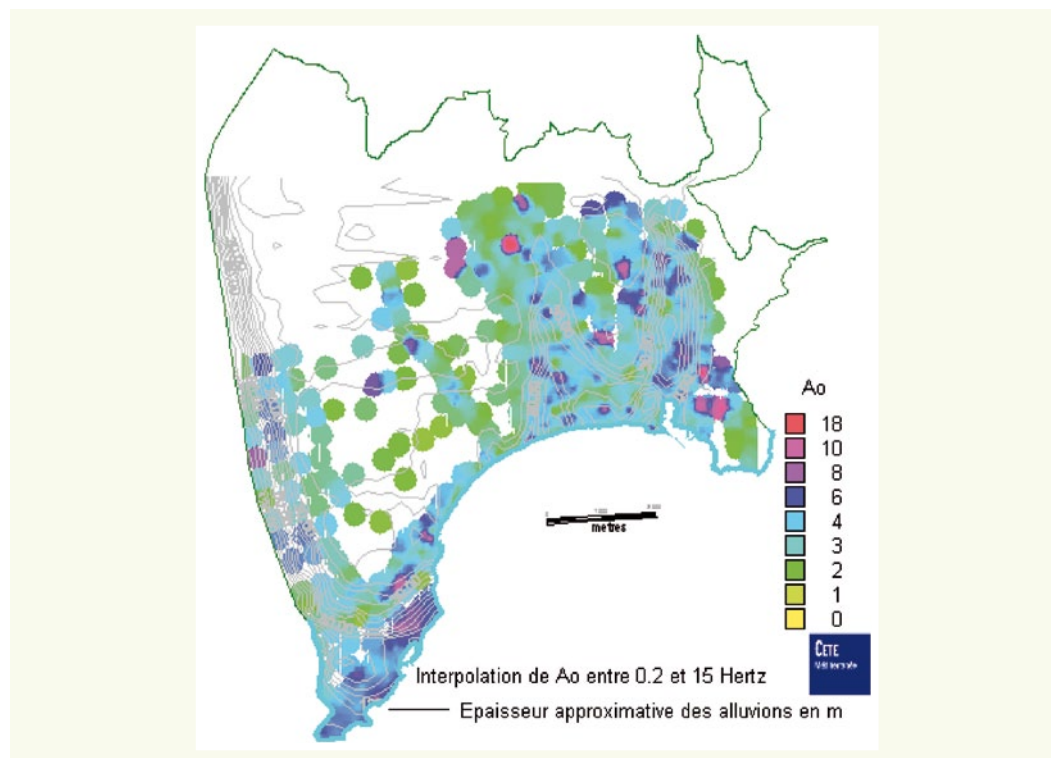 Ao
18
10
8
6
4
3
2
1
0
metres
CETE
Méditerranée
Interpolation de Ao entre 0.2 et 15 Hertz
Epaisseur approximative des alluvions en m